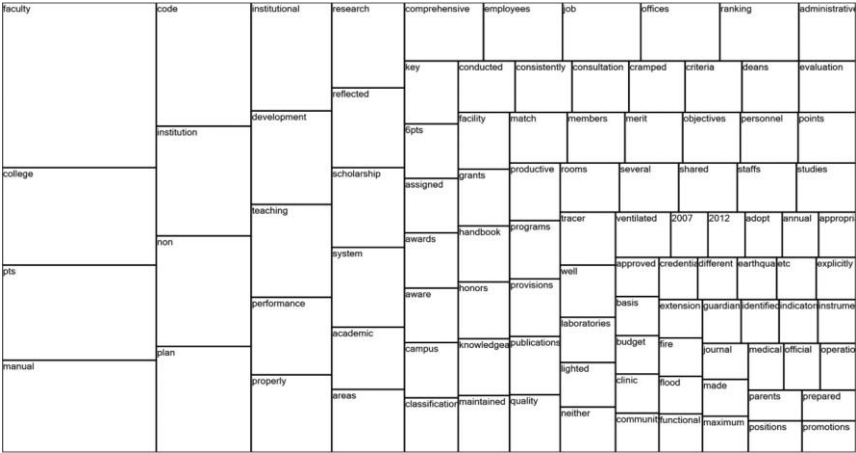 faculty
college
pts
manual
code
institution
non
plan
institutional
development
teaching
performance
properly
research
reflected
scholarship
system
academic
areas
comprehensive
employees
job
offices
ranking
administrative
key
6pts
assigned
awards
aware
campus
classification
conducted
consistently
consultation
cramped
criteria
deans
evaluation
facility
grants
handbook
honors
knowledgea
maintained
match
members
merit
objectives
personnel
points
productive
programs
provisions
publications
quality
rooms
several
shared
staffs
studies
tracer
well
laboratories
lighted
neither
ventilated
2007
2012
adopt
annual
appropria
approved
basis
budget
clinic
communit
credentia
different
earthqua
etc
explicitly
extension
fire
flood
functional
guardian
identified
indicator
instrume
journal
made
maximum
medical
official
operatio
parents
prepared
positions
promotions